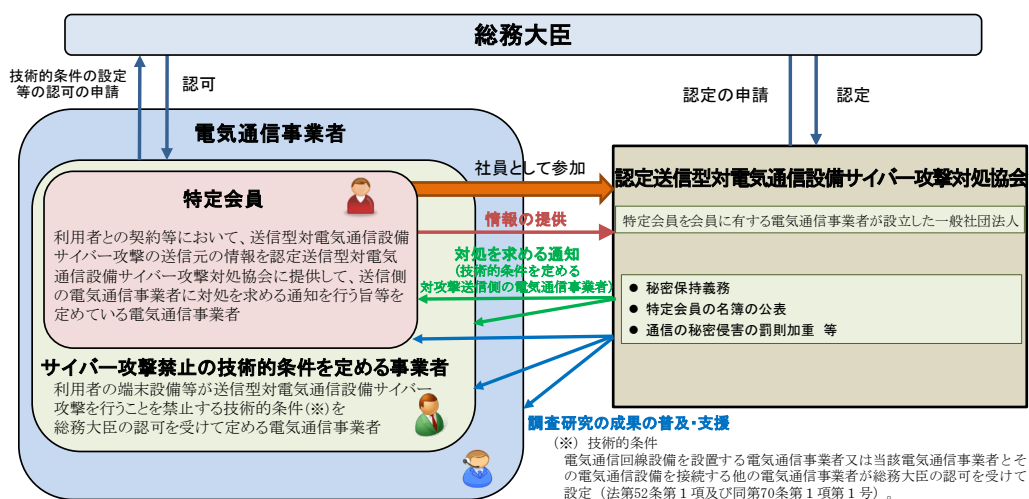 総務大臣
技術的条件の設定
等の認可の申請
認可
認定の申請
認定
電気通信事業者
特定会員
利用者との契約等において、送信型対電気通信設備
サイバー攻撃の送信元の情報を認定送信型対電気
通信設備サイバー攻撃対処協会に提供して、送信側
の電気通信事業者に対処を求める通知を行う旨等を
定めている電気通信事業者
サイバー攻撃禁止の技術的条件を定める事業者
利用者の端末設備等が送信型対電気通信設備サイバー
攻撃を行うことを禁止する技術的条件(※)を
総務大臣の認可を受けて定める電気通信事業者
社員として参加
情報の提供
対処を求める通知
(技術的条件を定める
対攻撃送信側の電気通信事業者)
認定送信型対電気通信設備サイバー攻撃対処協会
特定会員を会員に有する電気通信事業者が設立した一般社団法人
● 秘密保持義務
● 特定会員の名簿の公表
● 通信の秘密侵害の罰則加重 等
調査研究の成果の普及・支援
(※) 技術的条件
電気通信回線設備を設置する電気通信事業者又は当該電気通信事業者とそ
の電気通信設備を接続する他の電気通信事業者が総務大臣の認可を受けて
設定（法第52条第１項及び同第70条第１項第１号）。